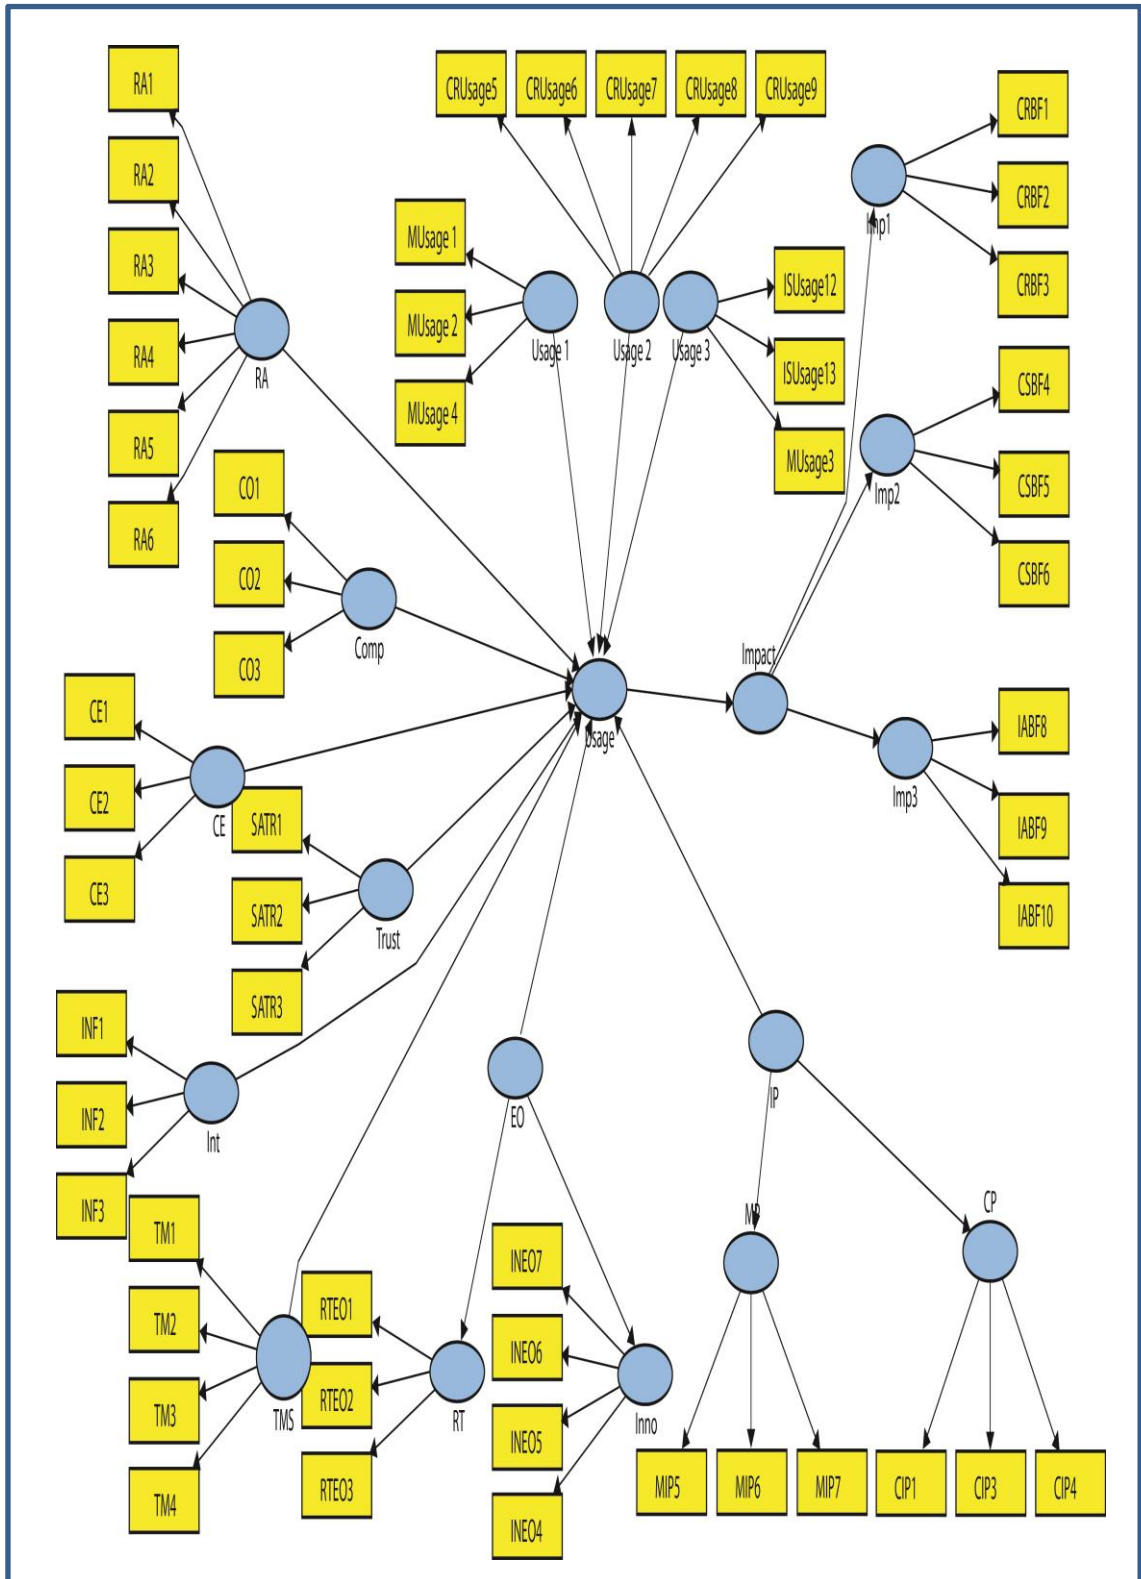 RA1
RA2
RA3
RA4
RA5
RA6
RA
CRUsage5
CRUsage6
CRUsage7
CRUsage8
CRUsage9
MUsage 1
MUsage 2
MUsage 4
Usage 1
Usage 2
Usage 3
ISUsage12
ISUsage13
MUsage3
CRBF1
CRBF2
CRBF3
Imp1
CSBF4
CSBF5
CSBF6
Imp2
CO1
CO2
CO3
Comp
Impact
Usage
IABF8
IABF9
IABF10
Imp3
CE1
CE2
CE3
CE
SATR1
SATR2
SATR3
Trust
INF1
INF2
INF3
Int
EO
IP
TM1
TM2
TM3
TM4
TMS
RTEO1
RTEO2
RTEO3
RT
INEO7
INEO6
INEO5
INEO4
Inno
MP
CP
MIP5
MIP6
MIP7
CIP1
CIP3
CIP4